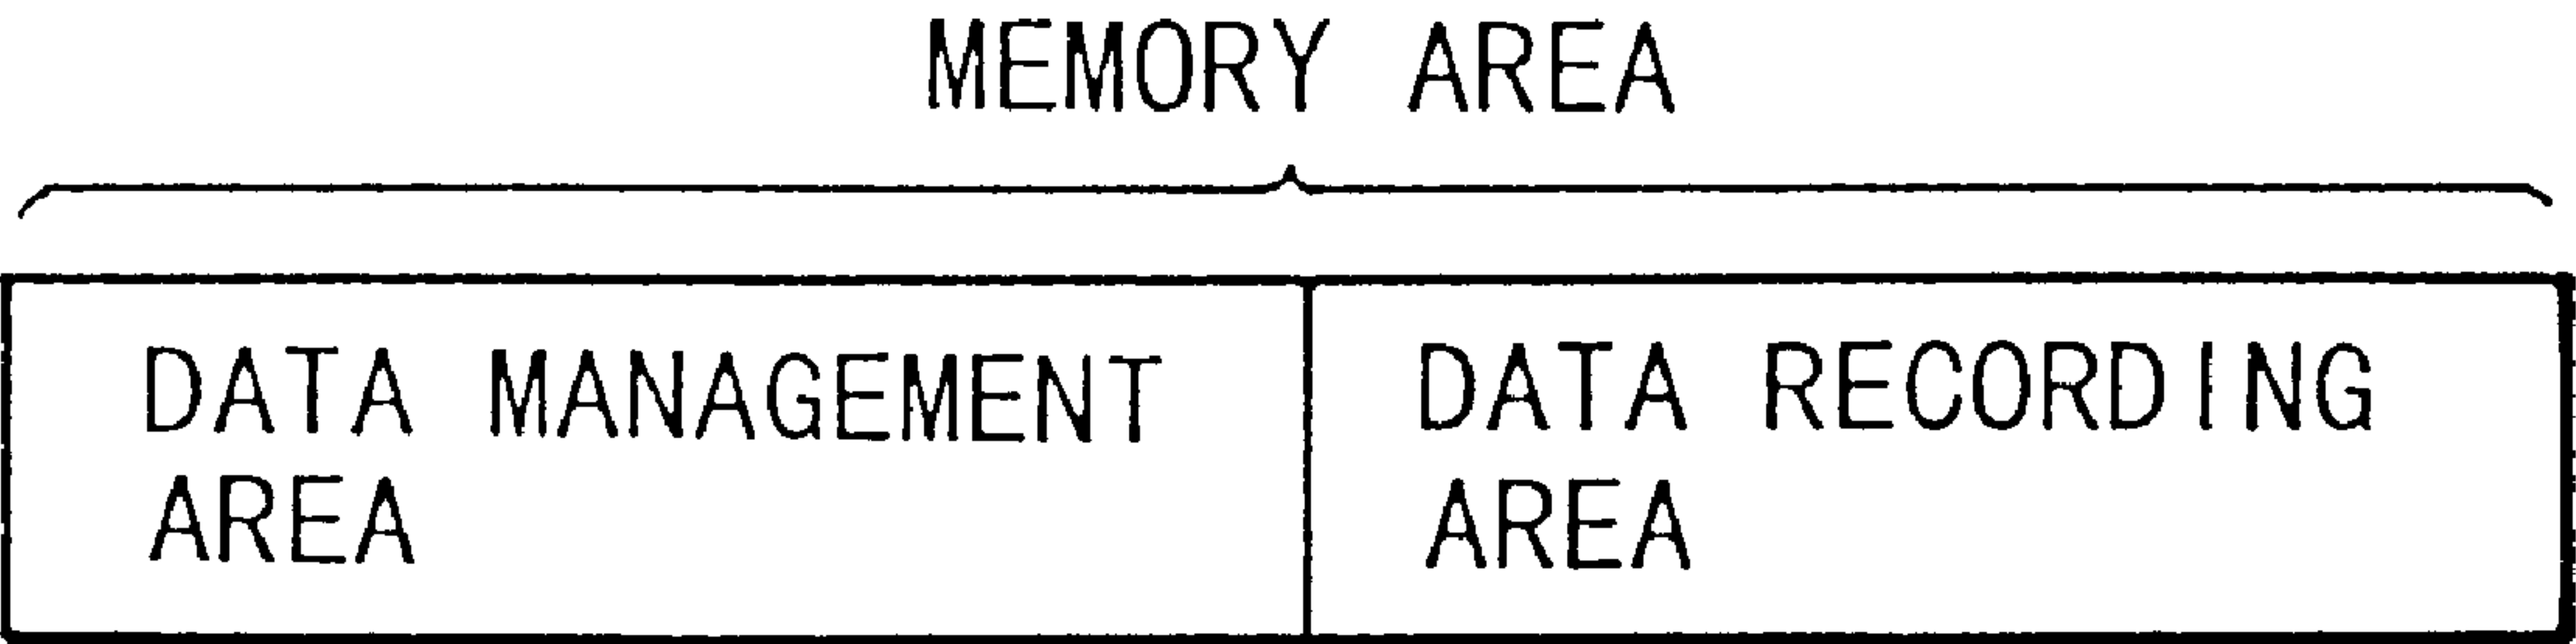 MEMORY AREA
DATA MANAGEMENT
AREA
DATA RECORDING
AREA